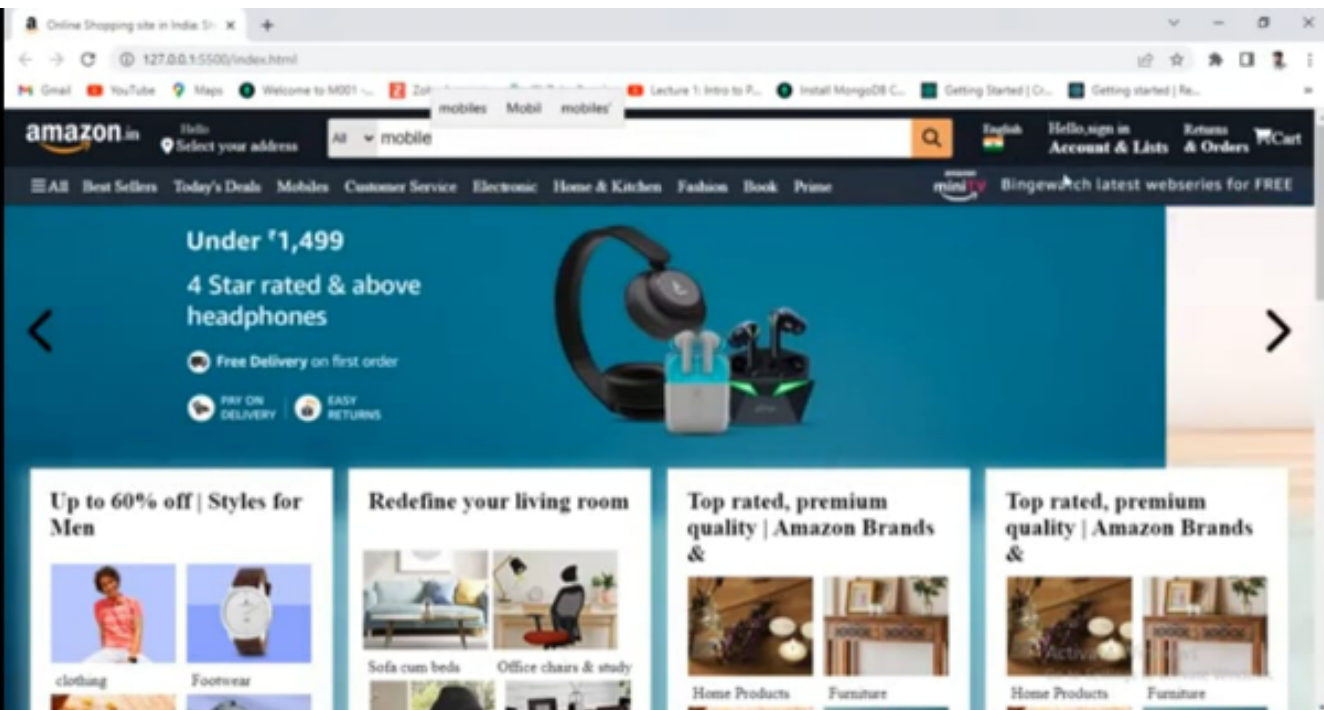 Online Shopping site in India: Sh
127.0.0.1:5500/index.html
Gmail YouTube Maps Welcome to M001 -... Lecture 1: Intro to P... Install MongoDB C... Getting Started | Cr... Getting started | Re...
mobiles Mobil mobiles'
amazon.in
Hello
Select your address
All mobile
English
Hello,sign in
Account & Lists
Returns
& Orders
Cart
All Best Sellers Today's Deals Mobiles Customer Service Electronic Home & Kitchen Fashion Book Prime
miniTV Bingewatch latest webseries for FREE
Under ₹1,499
4 Star rated & above
headphones
Free Delivery on first order
PAY ON
DELIVERY
EASY
RETURNS
Up to 60% off | Styles for
Men
clothing Footwear
Redefine your living room
Sofa cum beds Office chairs & study
Top rated, premium
quality | Amazon Brands
&
Home Products Furniture
Top rated, premium
quality | Amazon Brands
&
Home Products Furniture